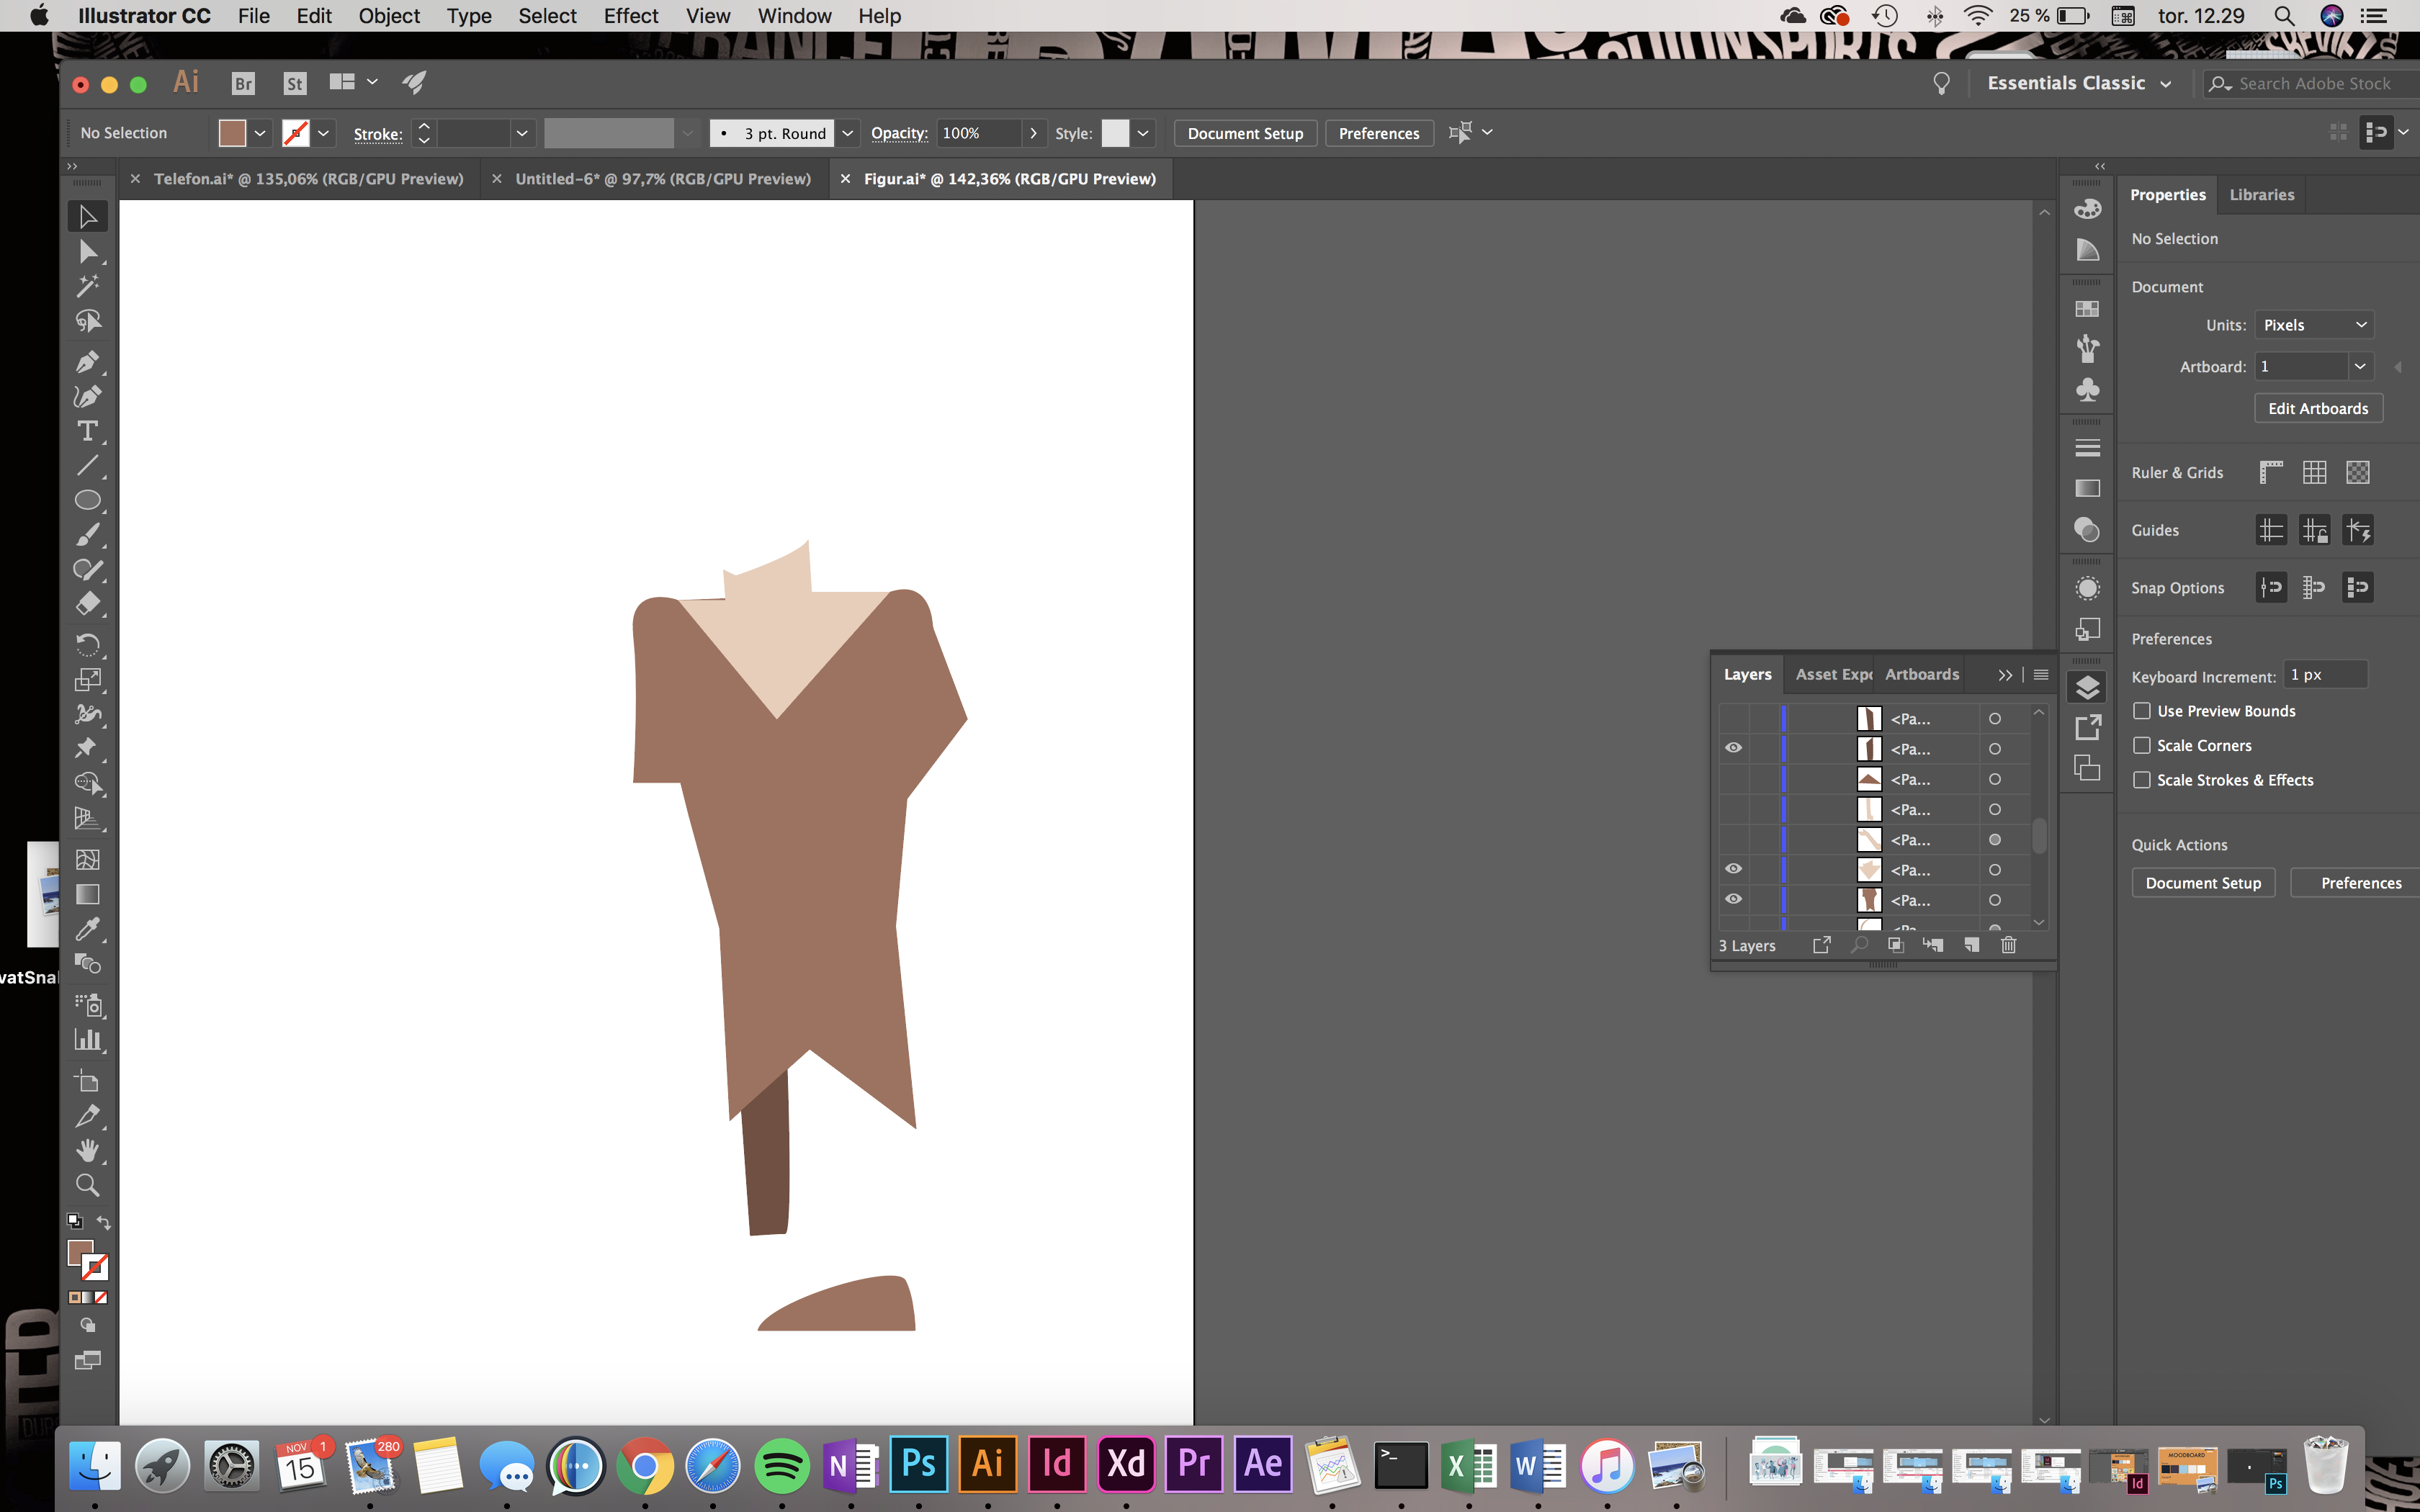 Illustrator CC File Edit Object Type Select Effect View Window Help 25 % tor. 12.29
Ai Br St Essentials Classic Search Adobe Stock
No Selection Stroke: 3 pt. Round Opacity: 100% Style: Document Setup Preferences
Telefon.ai* @ 135,06% (RGB/GPU Preview) Untitled-6* @ 97,7% (RGB/GPU Preview) Figur.ai* @ 142,36% (RGB/GPU Preview)
Properties Libraries
No Selection
Document
Units: Pixels
Artboard: 1
Edit Artboards
Ruler & Grids
Guides
Snap Options
Preferences
Keyboard Increment: 1 px
Use Preview Bounds
Scale Corners
Scale Strokes & Effects
Quick Actions
Document Setup Preferences
Layers Asset Expo Artboards
<Pa...
<Pa...
<Pa...
<Pa...
<Pa...
<Pa...
<Pa...
3 Layers
vatSnal
NOV 1 280
15 N Ps Ai Id Xd Pr Ae >_ X W MOODBOARD Id Ps